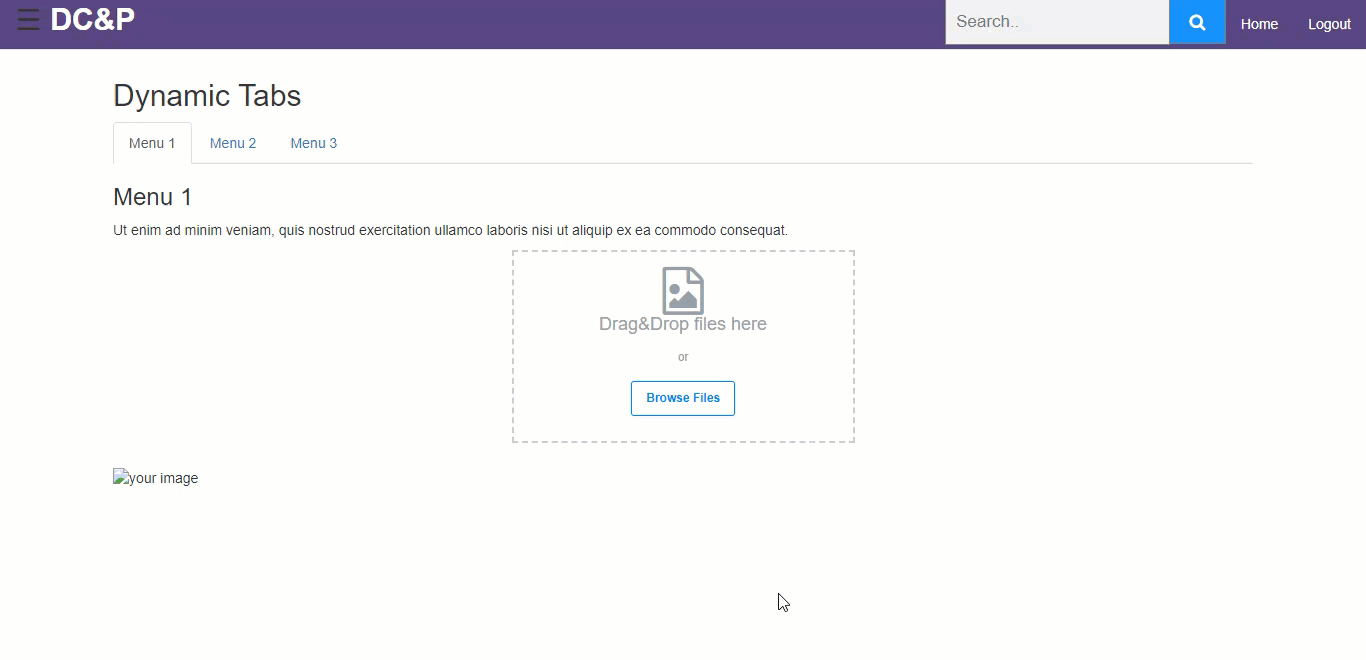 DC&P
Search..
Home
Logout
Dynamic Tabs
Menu 1
Menu 2
Menu 3
Menu 1
Ut enim ad minim veniam, quis nostrud exercitation ullamco laboris nisi ut aliquip ex ea commodo consequat.
Drag&Drop files here
or
Browse Files
your image